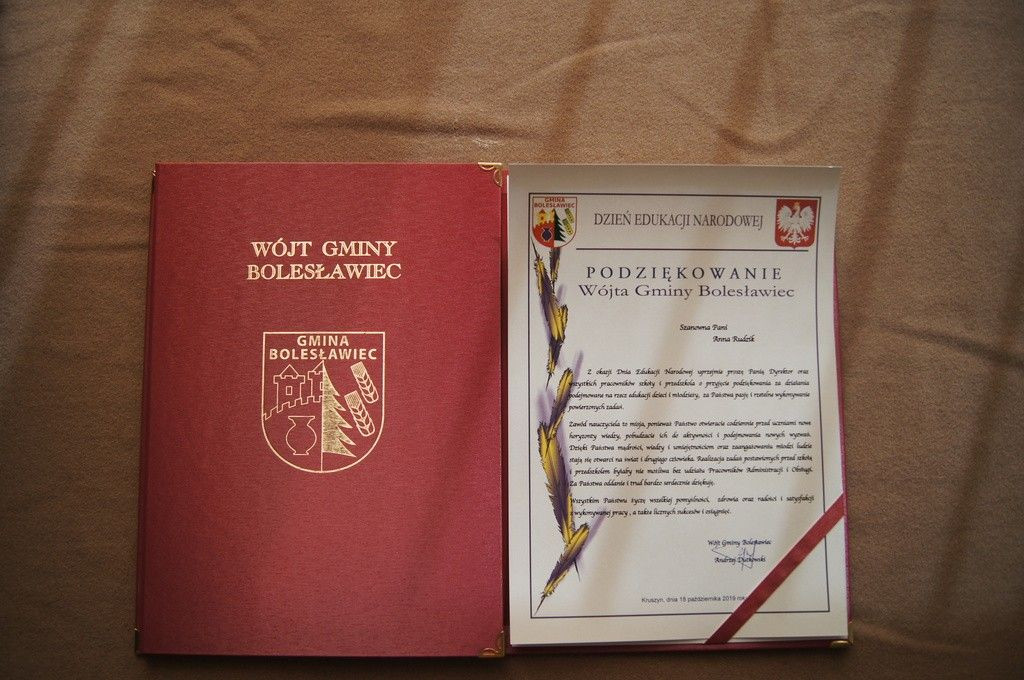 WÓJT GMINY
BOLESŁAWIEC
GMINA
BOLESŁAWIEC
GMINA
BOLESŁAWIEC
DZIEŃ EDUKACJI NARODOWEJ
PODZIĘKOWANIE
Wójta Gminy Bolesławiec
Szanowna Pani
Anna Rudzik
Z okazji Dnia Edukacji Narodowej uprzejmie proszę Panią Dyrektor oraz
wszystkich pracowników szkoły i przedszkola o przyjęcie podziękowania za działania
podejmowane na rzecz edukacji dzieci i młodzieży, za Państwa pasję i rzetelne wykonywanie
powierzonych zadań.
Zawód nauczyciela to misja, ponieważ Państwo otwieracie codziennie przed uczniami nowe
horyzonty wiedzy, pobudzacie ich do aktywności i podejmowania nowych wyzwań.
Dzięki Państwa mądrości, wiedzy i umiejętnościom oraz zaangażowaniu młodzi ludzie
stają się otwarci na świat i drugiego człowieka. Realizacja zadań postawionych przed szkołą
i przedszkolem byłaby nie możliwa bez udziału Pracowników Administracji i Obsługi.
Za Państwa oddanie i trud bardzo serdecznie dziękuję.
Wszystkim Państwu życzę wszelkiej pomyślności, zdrowia oraz radości i satysfakcji
z wykonywanej pracy , a także licznych sukcesów i osiągnięć.
Wójt Gminy Bolesławiec
Andrzej Dutkowski
Kruszyn, dnia 18 października 2019 roku